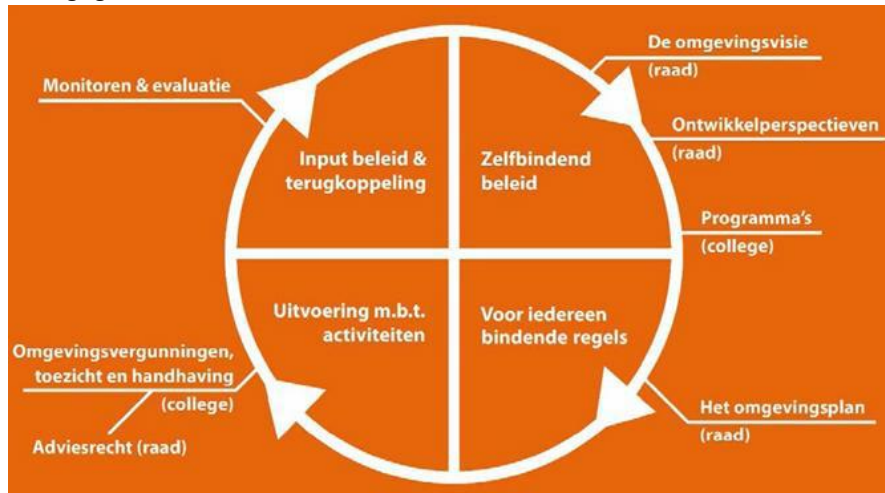 De omgevingsvisie
(raad)
Monitoren & evaluatie
Ontwikkelperspectieven
(raad)
Input beleid &
terugkoppeling
Zelfbindend
beleid
Programma's
(college)
Uitvoering m.b.t.
activiteiten
Voor iedereen
bindende regels
Omgevingsvergunningen,
toezicht en handhaving
(college)
Adviesrecht (raad)
Het omgevingsplan
(raad)